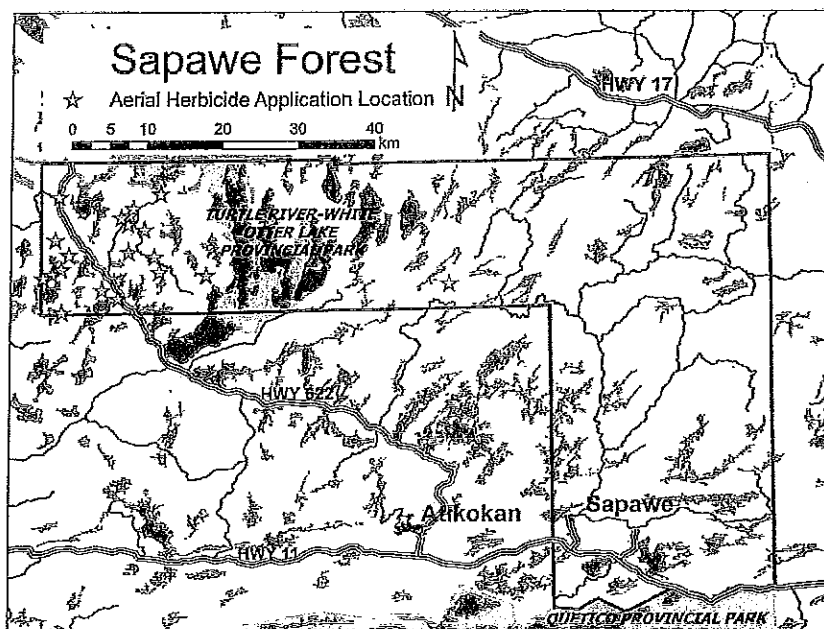 Sapawe Forest
☆ Aerial Herbicide Application Location
N
0 5 10 20 30 40
km
HWY 17
TURTLE RIVER-WHITE
OTTER LAKE
PROVINCIAL PARK
HWY 622
Atikokan
Sapawe
HWY 11
QUETICO PROVINCIAL PARK